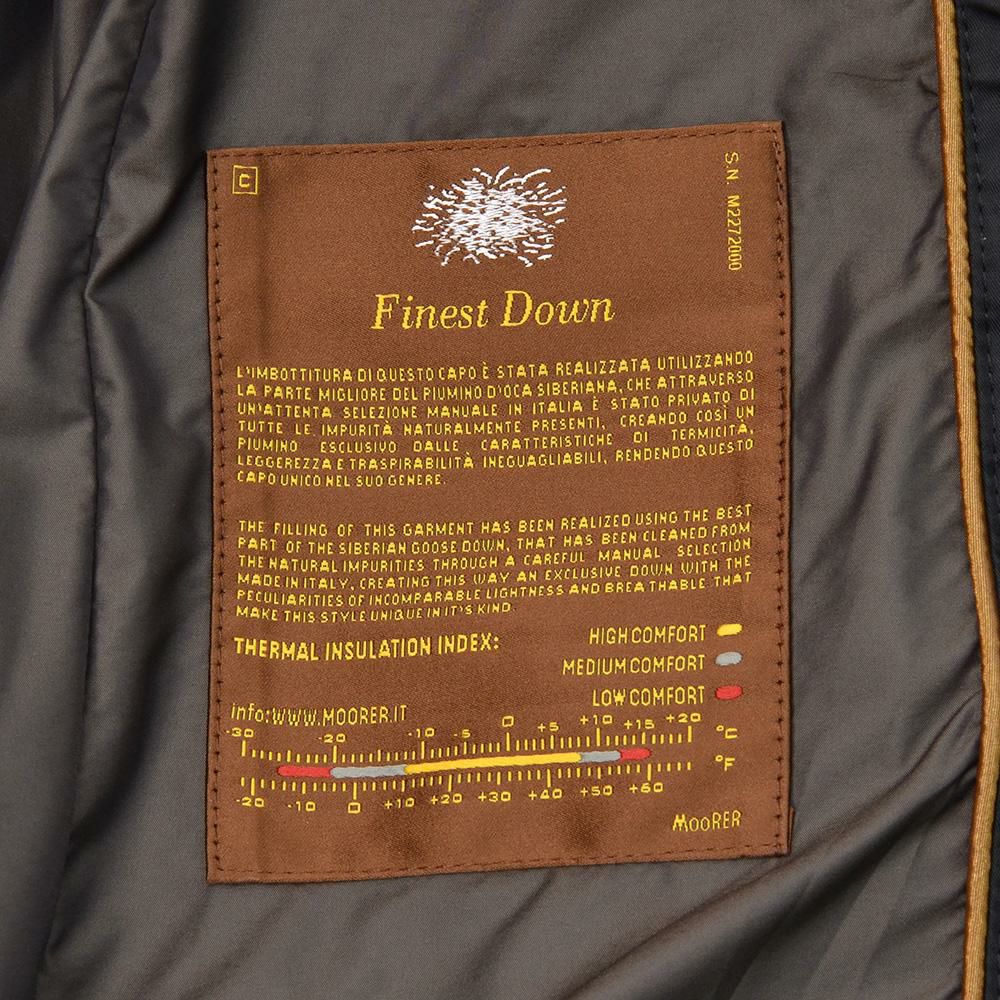 C
S.N. M2272000
Finest Down
L'IMBOTTITURA DI QUESTO CAPO È STATA REALIZZATA UTILIZZANDO
LA PARTE MIGLIORE DEL PIUMINO D'OCA SIBERIANA, CHE ATTRAVERSO
UN'ATTENTA SELEZIONE MANUALE IN ITALIA È STATO PRIVATO DI
TUTTE LE IMPURITÀ NATURALMENTE PRESENTI, CREANDO COSÌ UN
PIUMINO ESCLUSIVO DALLE CARATTERISTICHE DI TERMICITÀ,
LEGGEREZZA E TRASPIRABILITÀ INEGUAGLIABILI, RENDENDO QUESTO
CAPO UNICO NEL SUO GENERE.
THE FILLING OF THIS GARMENT HAS BEEN REALIZED USING THE BEST
PART OF THE SIBERIAN GOOSE DOWN, THAT HAS BEEN CLEANED FROM
THE NATURAL IMPURITIES THROUGH A CAREFUL MANUAL SELECTION
MADE IN ITALY, CREATING THIS WAY AN EXCLUSIVE DOWN WITH THE
PECULIARITIES OF INCOMPARABLE LIGHTNESS AND BREATHABLE THAT
MAKE THIS STYLE UNIQUE IN IT'S KIND.
THERMAL INSULATION INDEX:
HIGH COMFORT
MEDIUM COMFORT
LOW COMFORT
info:WWW.MOORER.IT
-30 -20 -10 -5 0 +5 +10 +15 +20 °C
°F
-20 -10 0 +10 +20 +30 +40 +50 +60
MOORER